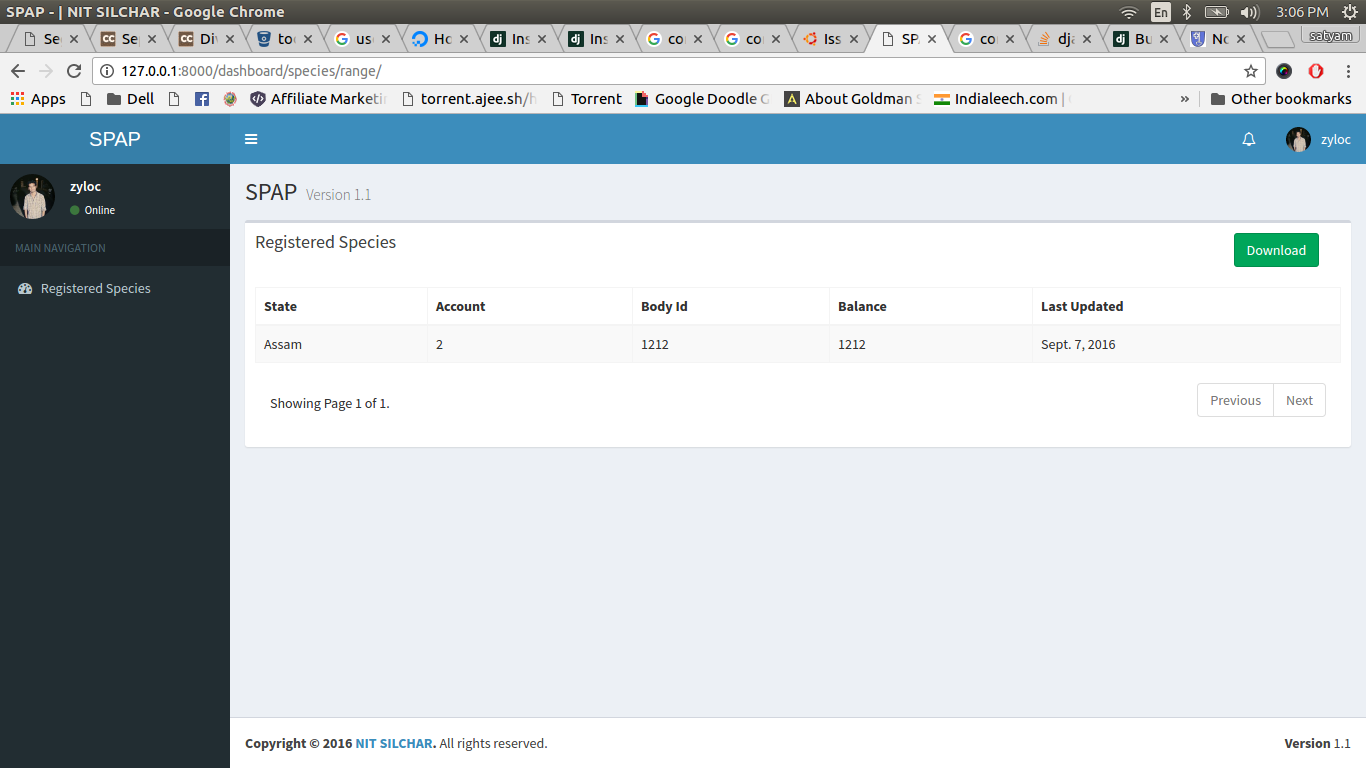 SPAP - | NIT SILCHAR - Google Chrome
En 3:06 PM
Se Se Di to us Ho Ins Ins co co Iss SP co dj Bu No satyam
127.0.0.1:8000/dashboard/species/range/
Apps Dell Affiliate Marketi torrent.ajee.sh/h Torrent Google Doodle G About Goldman Indialeech.com | » Other bookmarks
SPAP zyloc
SPAP Version 1.1
zyloc
Online
MAIN NAVIGATION
Registered Species
Registered Species
Download
State Account Body Id Balance Last Updated
Assam 2 1212 1212 Sept. 7, 2016
Showing Page 1 of 1.
Previous Next
Copyright © 2016 NIT SILCHAR. All rights reserved.
Version 1.1